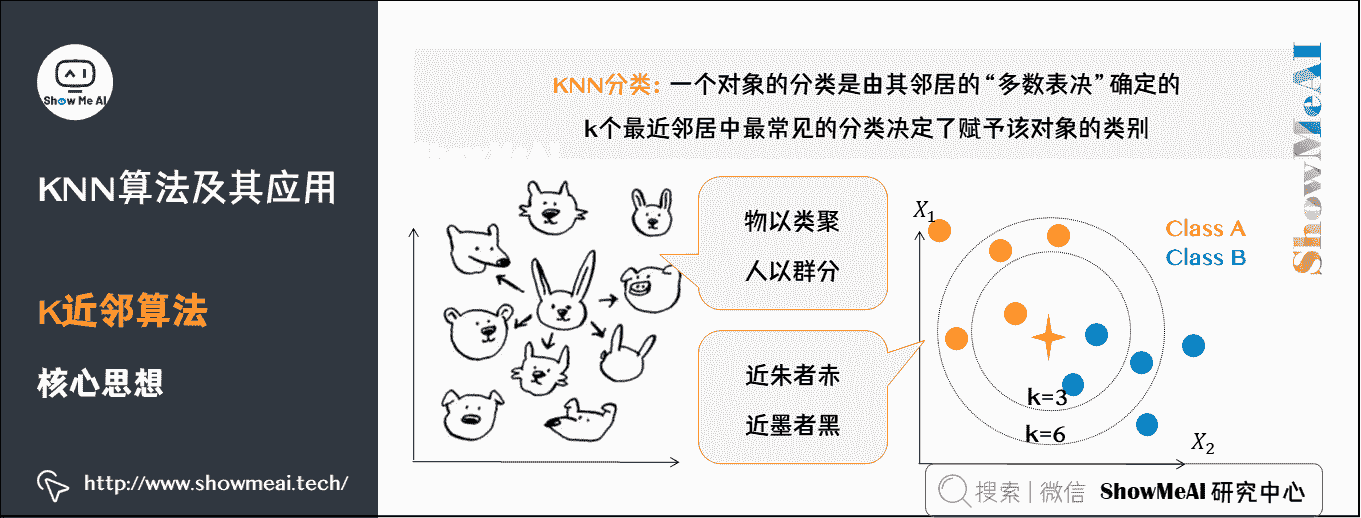 Show Me AI
KNN算法及其应用
K近邻算法
核心思想
http://www.showmeai.tech/
KNN分类: 一个对象的分类是由其邻居的“多数表决”确定的
k个最近邻居中最常见的分类决定了赋予该对象的类别
物以类聚
人以群分
近朱者赤
近墨者黑
X₁
Class A
Class B
k=3
k=6
X₂
ShowMeAI
搜索 | 微信 ShowMeAI 研究中心